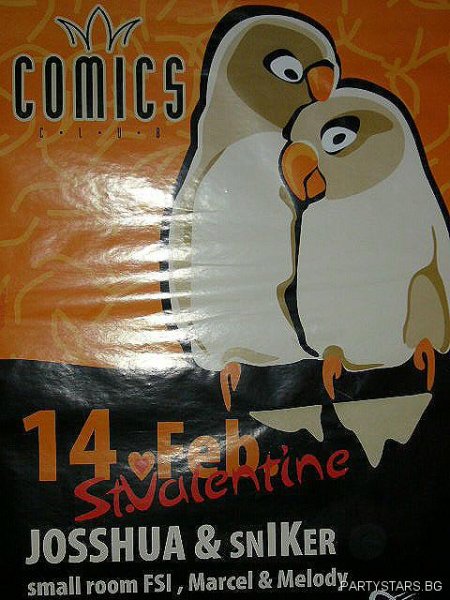 COMICS
C•L•U•B
14 Feb.
St.Valentine
JOSSHUA & SNIKER
small room FSI , Marcel & Melody
PARTYSTARS.BG